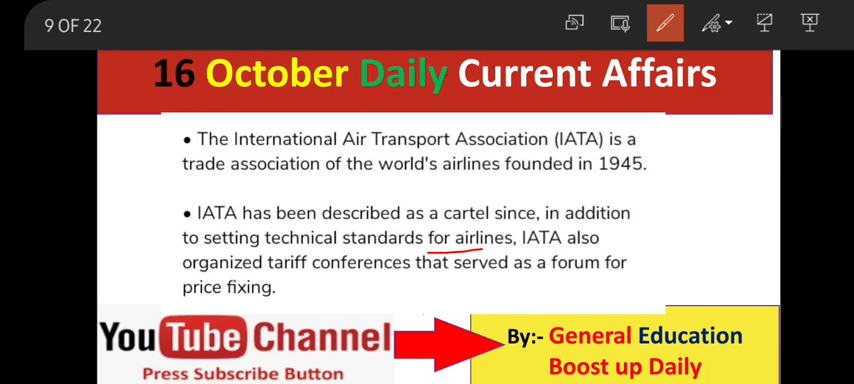 9 OF 22
16 October Daily Current Affairs
• The International Air Transport Association (IATA) is a
trade association of the world's airlines founded in 1945.
• IATA has been described as a cartel since, in addition
to setting technical standards for airlines, IATA also
organized tariff conferences that served as a forum for
price fixing.
YouTube Channel
Press Subscribe Button
By:- General Education
Boost up Daily